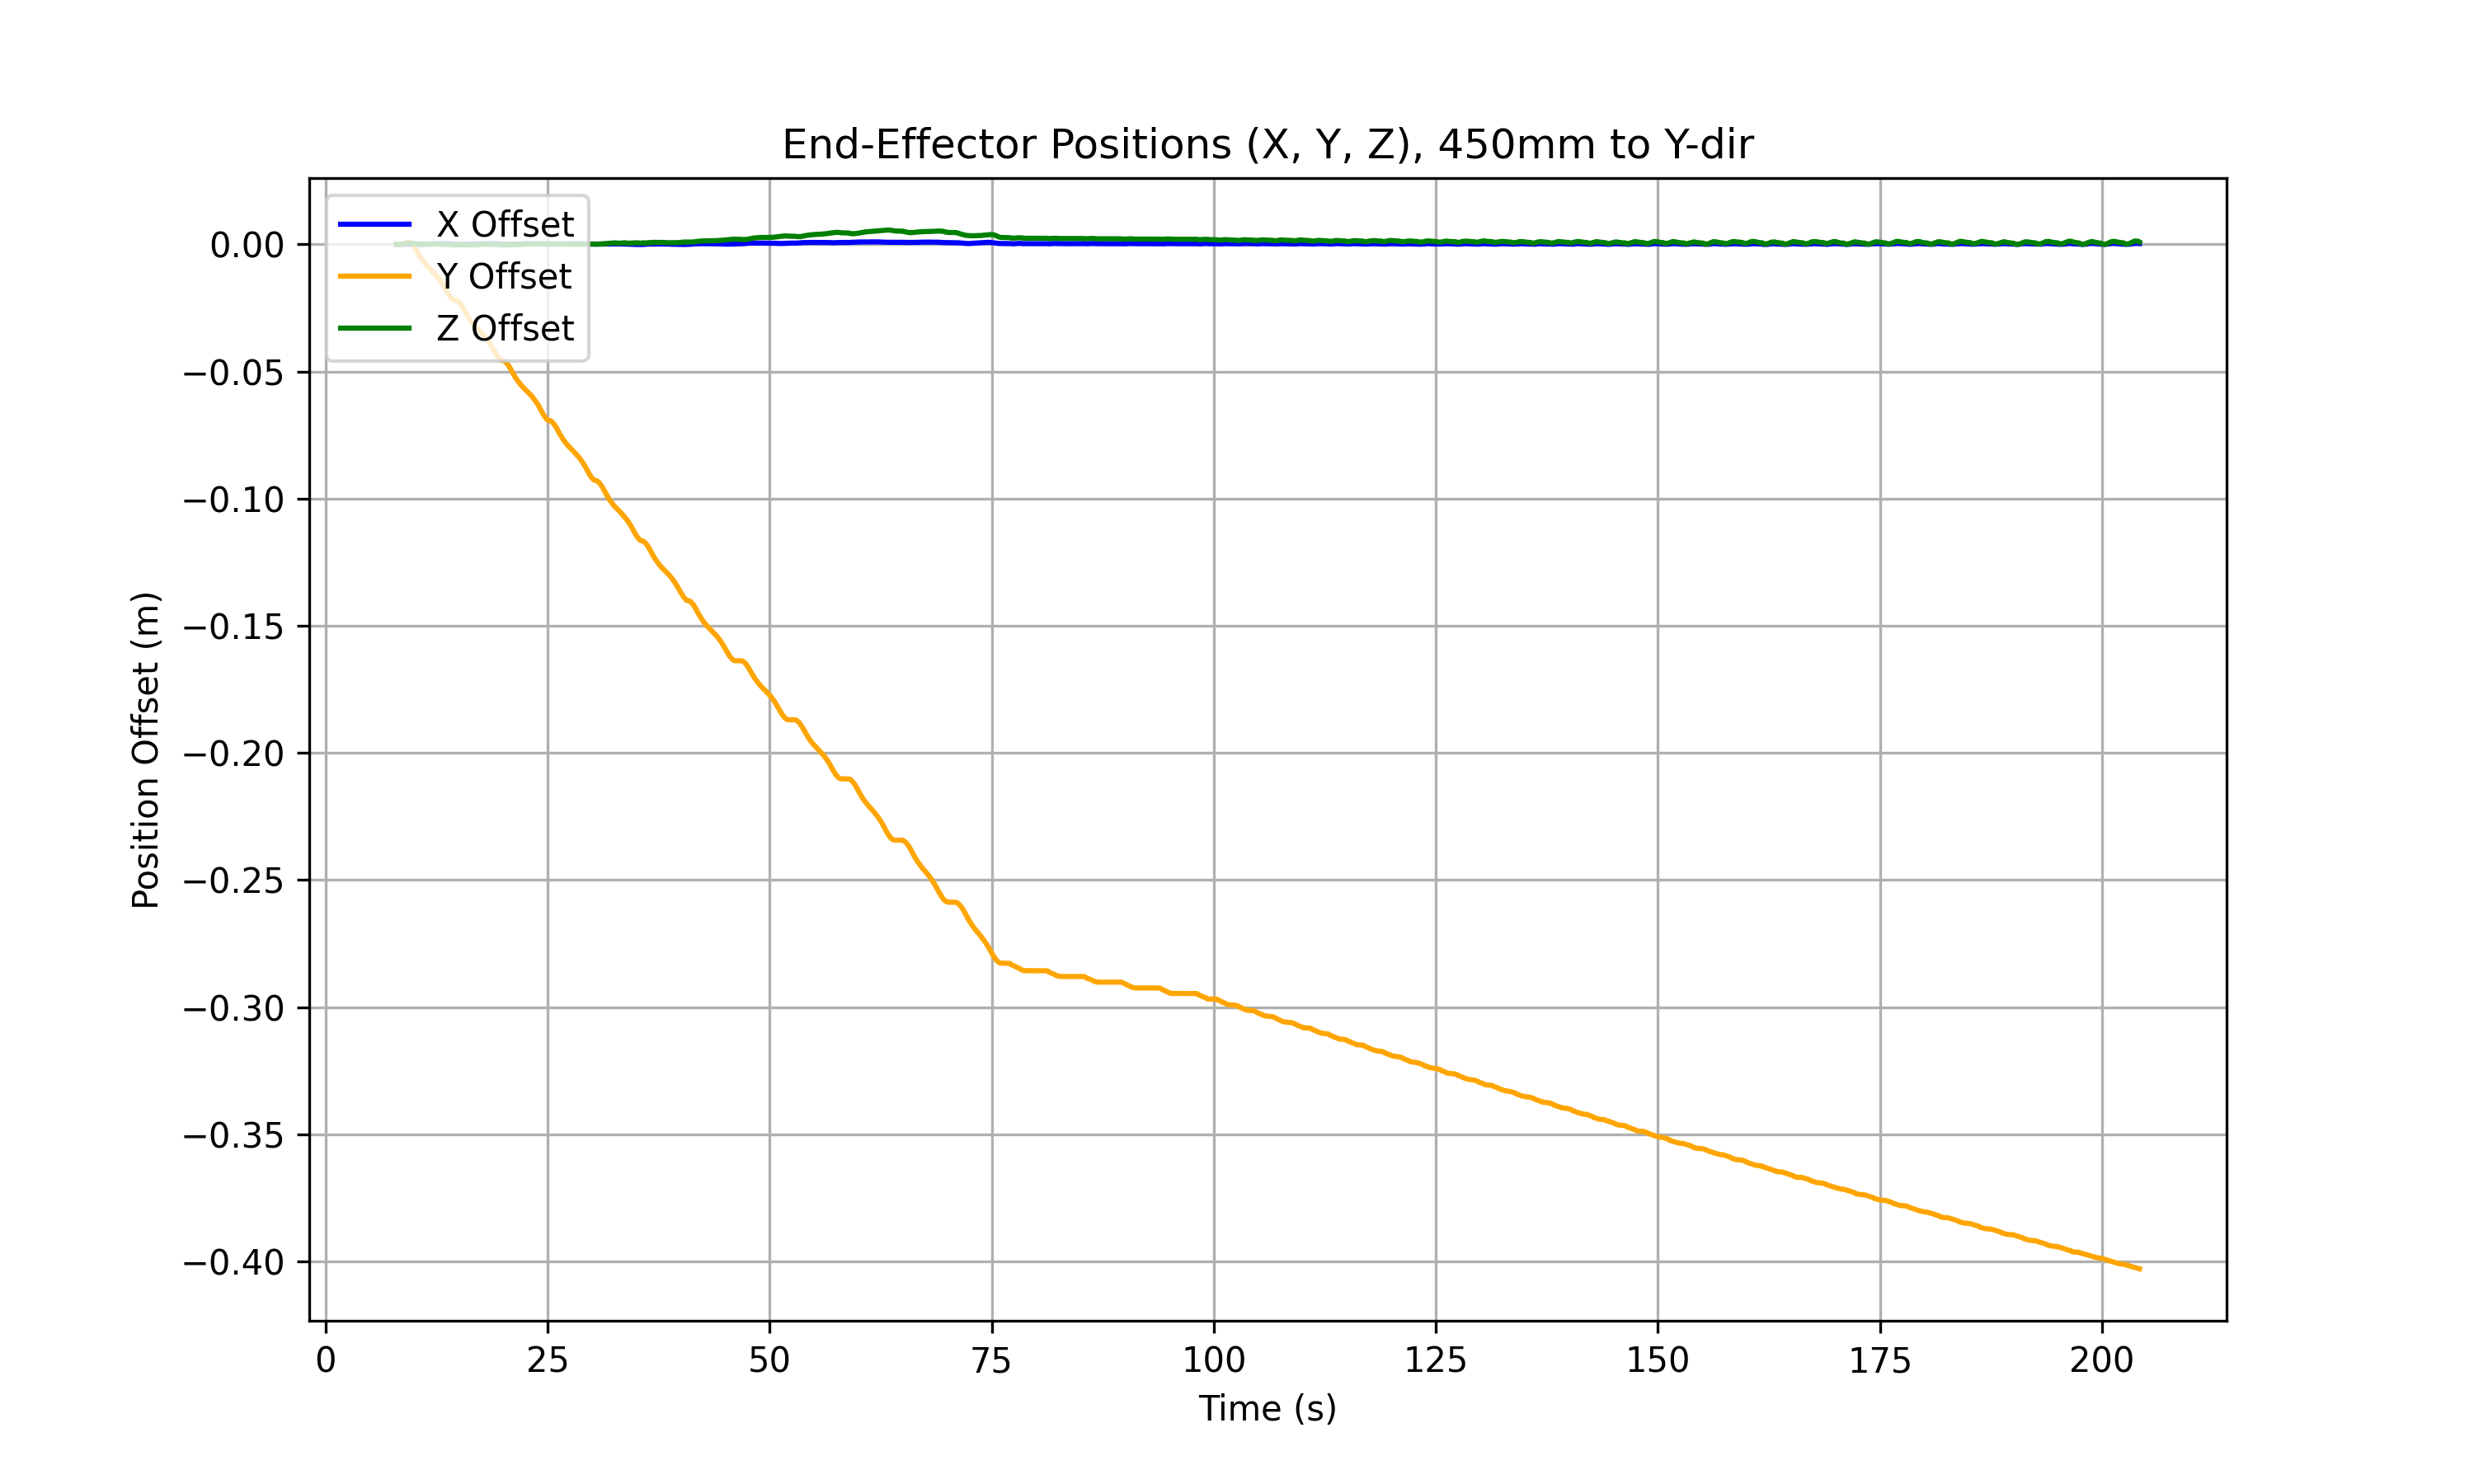 End-Effector Positions (X, Y, Z), 450mm to Y-dir
X Offset
Y Offset
Z Offset
0.00
−0.05
−0.10
−0.15
−0.20
−0.25
−0.30
−0.35
−0.40
Position Offset (m)
0 25 50 75 100 125 150 175 200
Time (s)